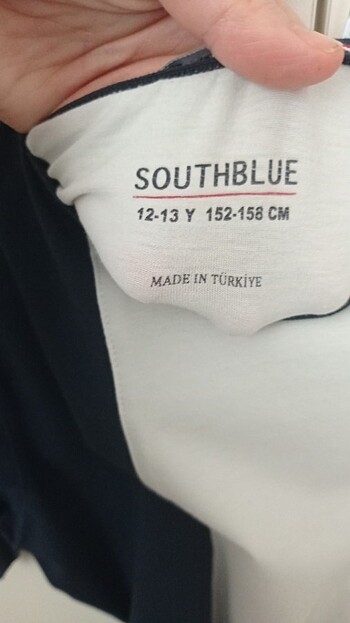 SOUTHBLUE
12-13 Y 152-158 CM
MADE IN TÜRKİYE